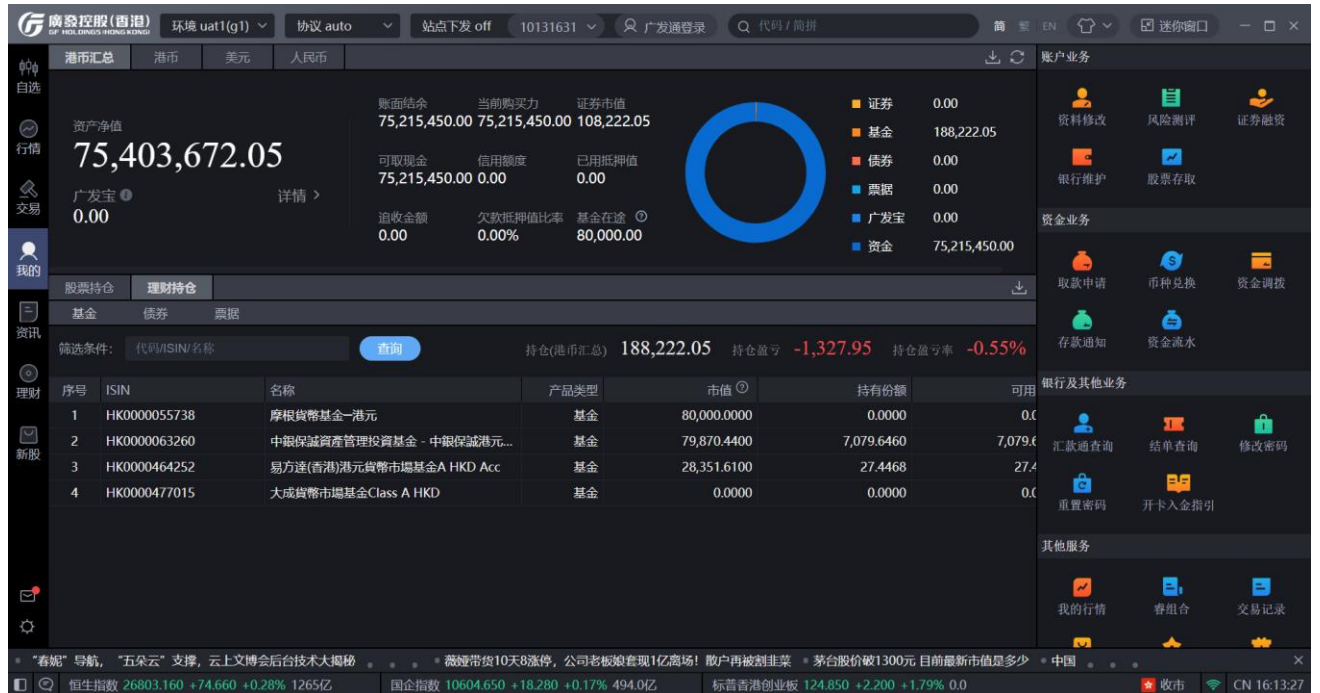 廣發控股(香港) 环境 uat1(g1) 协议 auto 站点下发 off 10131631 广发通登录 代码/简拼 简 繁 EN 迷你窗口
GF HOLDINGS (HONG KONG)
自选
行情
交易
我的
资讯
理财
新股
港币汇总 港币 美元 人民币
资产净值
75,403,672.05
广发宝 详情 >
0.00
账面结余 当前购买力 证券市值
75,215,450.00 75,215,450.00 108,222.05
可取现金 信用额度 已用抵押值
75,215,450.00 0.00 0.00
追收金额 欠款抵押值比率 基金在途
0.00 0.00% 80,000.00
证券 0.00
基金 188,222.05
债券 0.00
票据 0.00
广发宝 0.00
资金 75,215,450.00
股票持仓 理财持仓
基金 债券 票据
筛选条件: 代码/ISIN/名称 查询 持仓(港币汇总) 188,222.05 持仓盈亏 -1,327.95 持仓盈亏率 -0.55%
序号 ISIN 名称 产品类型 市值 持有份额 可用
1 HK0000055738 摩根貨幣基金–港元 基金 80,000.0000 0.0000 0.0
2 HK0000063260 中銀保誠資產管理投資基金 - 中銀保誠港元... 基金 79,870.4400 7,079.6460 7,079.6
3 HK0000464252 易方達(香港)港元貨幣市場基金A HKD Acc 基金 28,351.6100 27.4468 27.4
4 HK0000477015 大成貨幣市場基金Class A HKD 基金 0.0000 0.0000 0.0
账户业务
资料修改 风险测评 证券融资
银行维护 股票存取
资金业务
取款申请 币种兑换 资金调拨
存款通知 资金流水
银行及其他业务
汇款通查询 结单查询 修改密码
重置密码 开卡入金指引
其他服务
我的行情 睿组合 交易记录
“春妮”导航，“五朵云”支撑，云上文博会后台技术大揭秘 薇娅带货10天8涨停，公司老板娘套现1亿离场！散户再被割韭菜 茅台股价破1300元 目前最新市值是多少 中国
恒生指数 26803.160 +74.660 +0.28% 1265亿 国企指数 10604.650 +18.280 +0.17% 494.0亿 标普香港创业板 124.850 +2.200 +1.79% 0.0 收市 CN 16:13:27